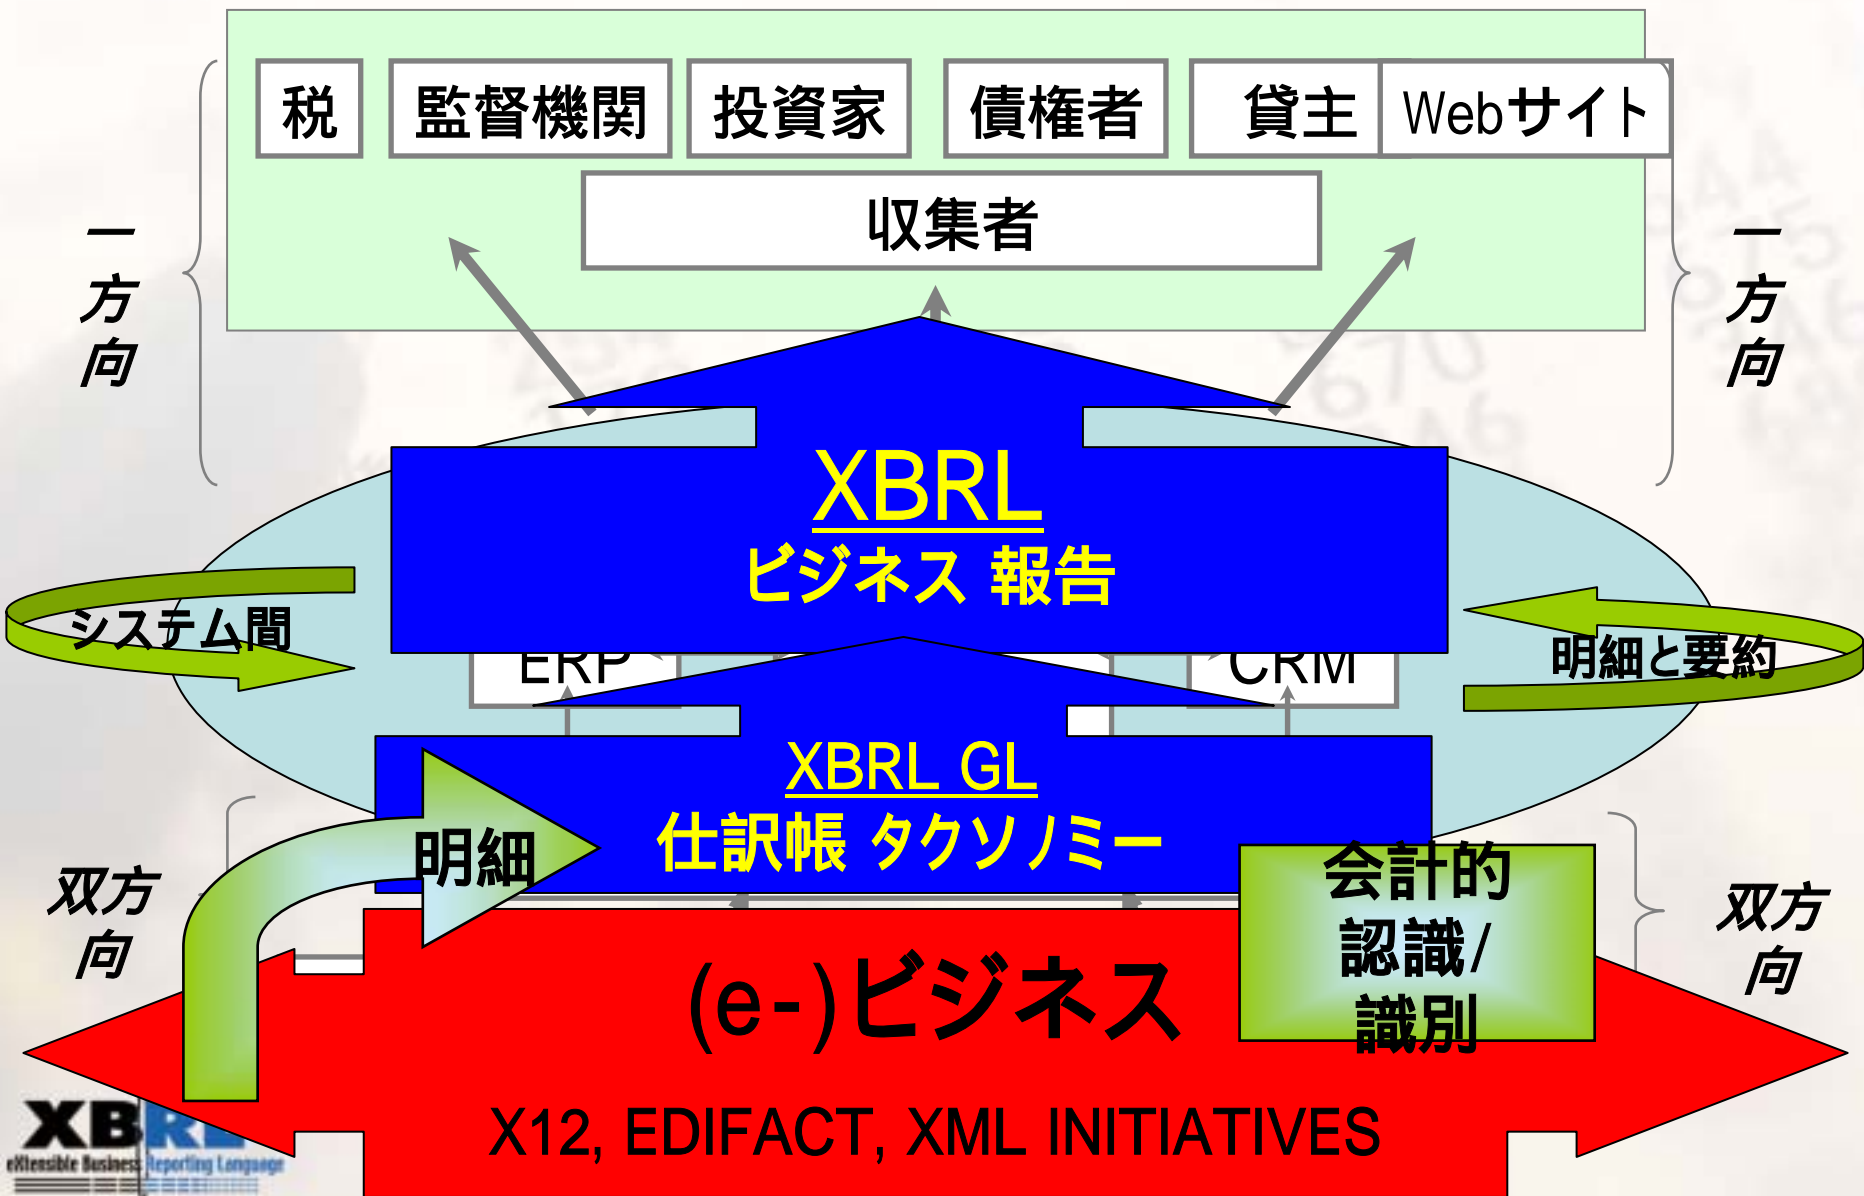 税 監督機関 投資家 債権者 貸主 Webサイト
収集者
一
方
向
一
方
向
XBRL
ビジネス 報告
システム間
明細と要約
ERP
CRM
XBRL GL
仕訳帳 タクソノミー
明細
会計的
認識/
識別
双方
向
双方
向
(e-)ビジネス
X12, EDIFACT, XML INITIATIVES
XBRL
eXtensible Business Reporting Language